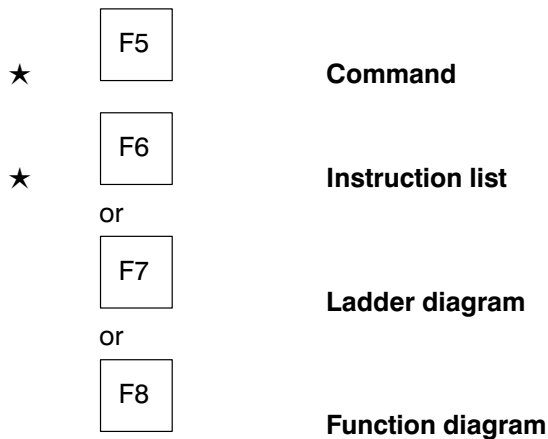 F5
★ Command
F6
★ Instruction list
or
F7
Ladder diagram
or
F8
Function diagram